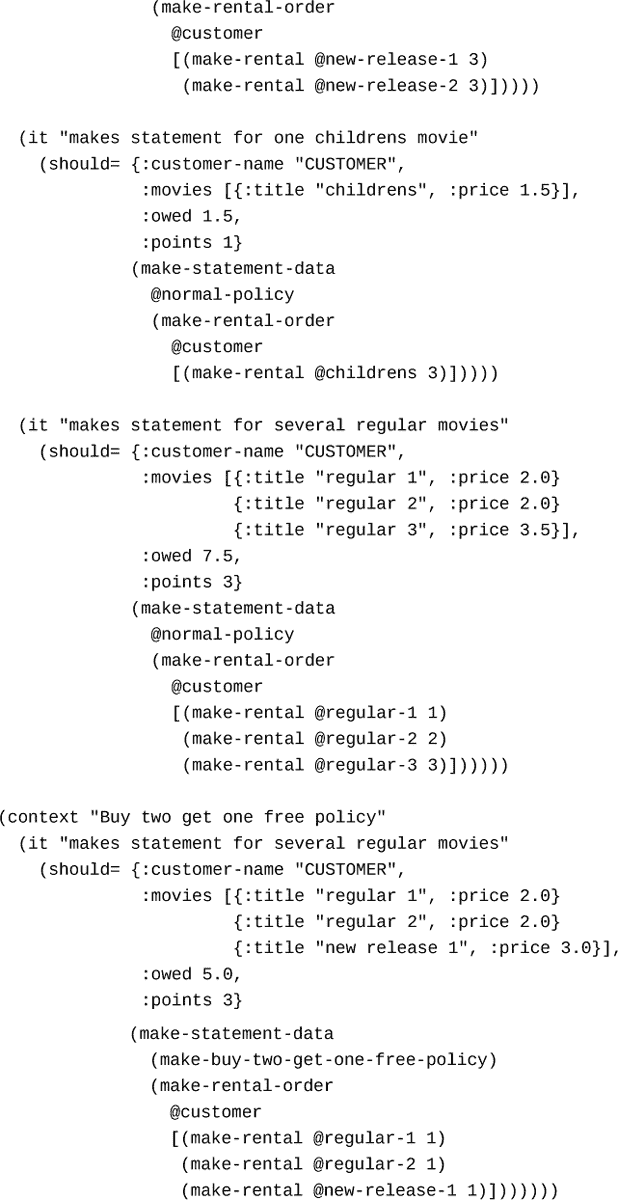 (make-rental-order
@customer
[(make-rental @new-release-1 3)
(make-rental @new-release-2 3)]))))
(it "makes statement for one childrens movie"
(should= {:customer-name "CUSTOMER",
:movies [{:title "childrens", :price 1.5}],
:owed 1.5,
:points 1}
(make-statement-data
@normal-policy
(make-rental-order
@customer
[(make-rental @childrens 3)]))))
(it "makes statement for several regular movies"
(should= {:customer-name "CUSTOMER",
:movies [{:title "regular 1", :price 2.0}
{:title "regular 2", :price 2.0}
{:title "regular 3", :price 3.5}],
:owed 7.5,
:points 3}
(make-statement-data
@normal-policy
(make-rental-order
@customer
[(make-rental @regular-1 1)
(make-rental @regular-2 2)
(make-rental @regular-3 3)])))))
(context "Buy two get one free policy"
(it "makes statement for several regular movies"
(should= {:customer-name "CUSTOMER",
:movies [{:title "regular 1", :price 2.0}
{:title "regular 2", :price 2.0}
{:title "new release 1", :price 3.0}],
:owed 5.0,
:points 3}
(make-statement-data
(make-buy-two-get-one-free-policy)
(make-rental-order
@customer
[(make-rental @regular-1 1)
(make-rental @regular-2 1)
(make-rental @new-release-1 1)]))))))